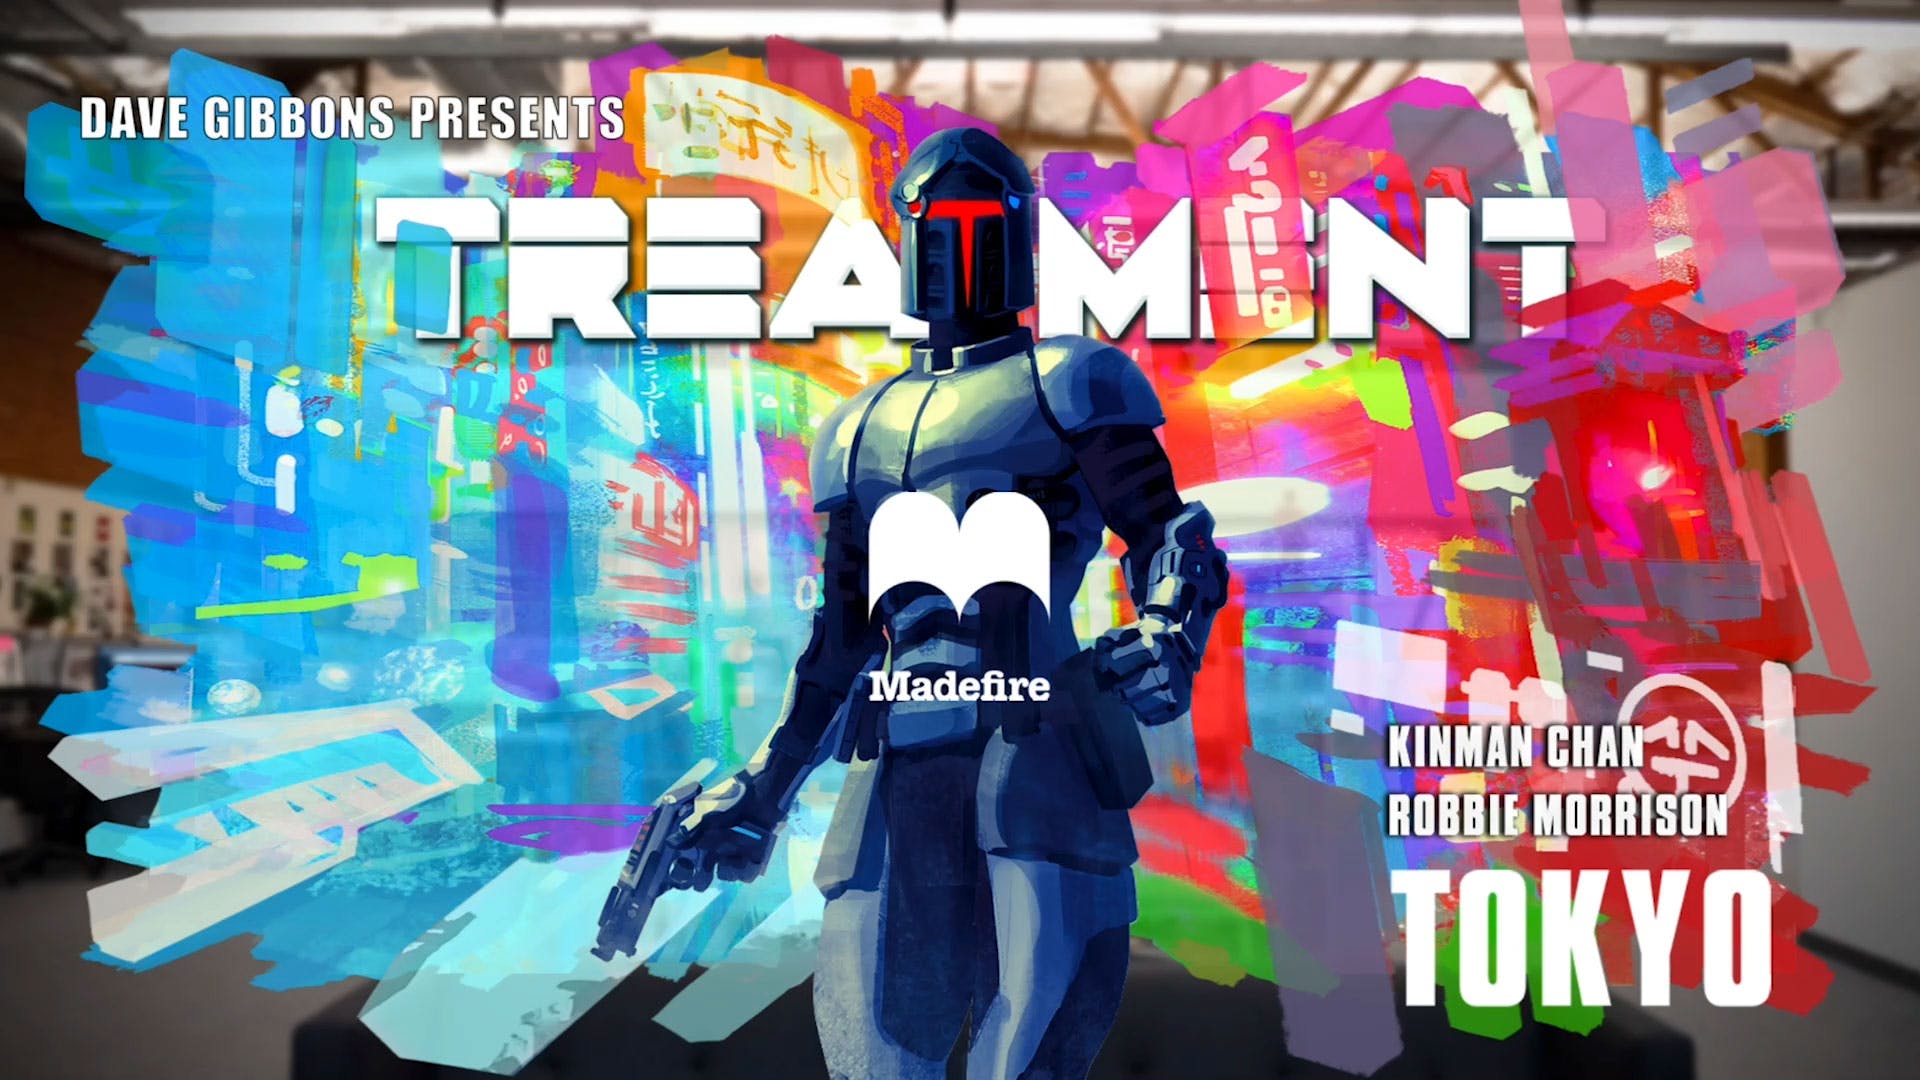 DAVE GIBBONS PRESENTS
TREATMENT
Madefire
KINMAN CHAN
ROBBIE MORRISON
TOKYO